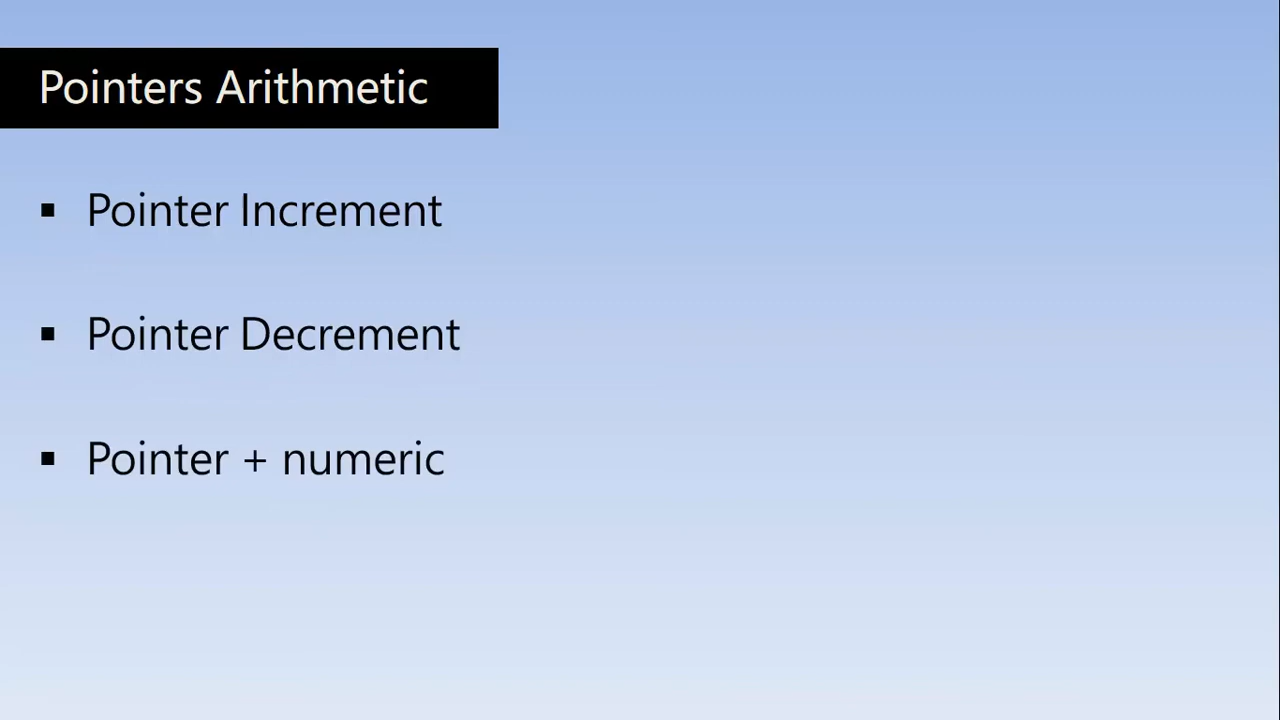 Pointers Arithmetic
▪ Pointer Increment
▪ Pointer Decrement
▪ Pointer + numeric